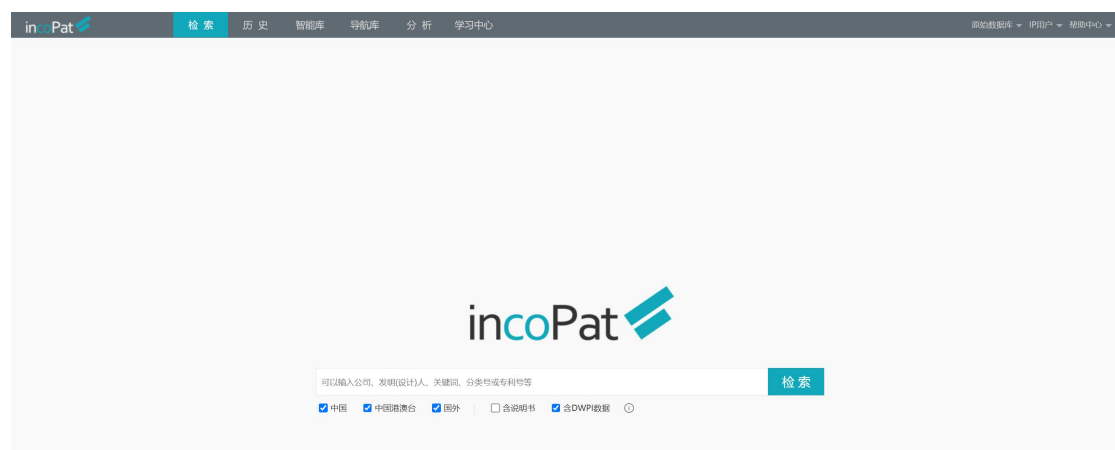 incoPat 检 索 历 史 智能库 导航库 分 析 学习中心 原始数据库 IP用户 帮助中心
incoPat
可以输入公司、发明(设计)人、关键词、分类号或专利号等 检 索
中国 中国港澳台 国外 含说明书 含DWPI数据